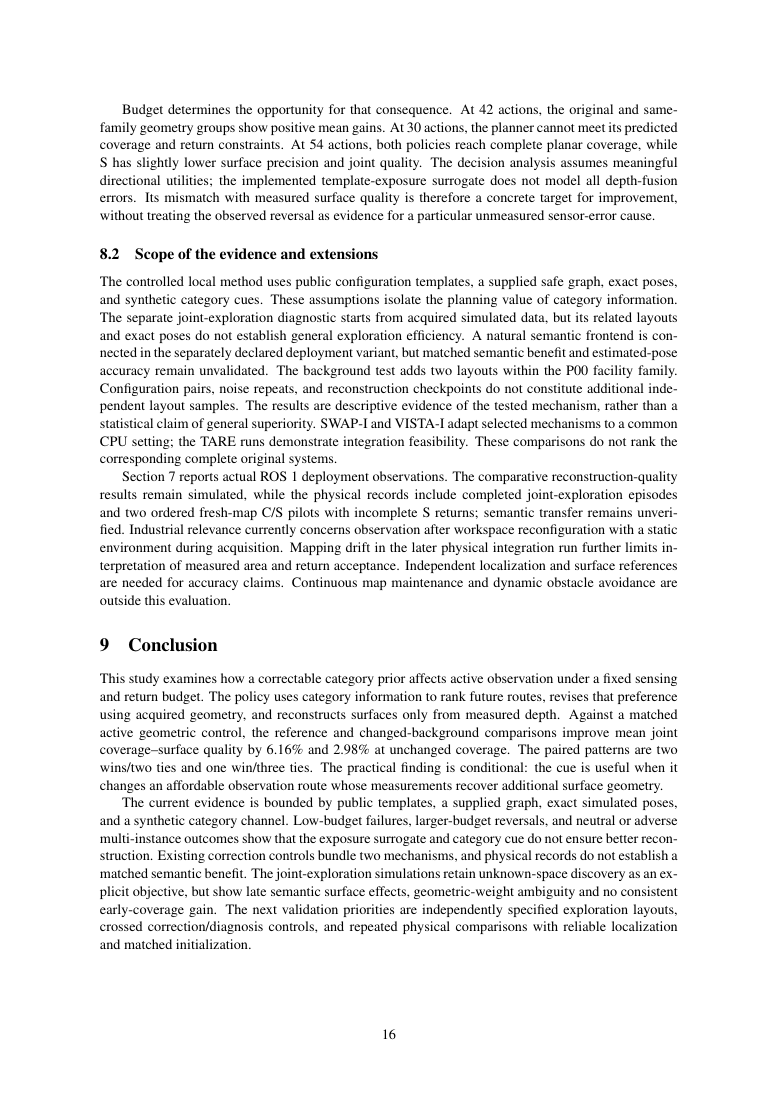 Budget determines the opportunity for that consequence. At 42 actions, the original and same-
family geometry groups show positive mean gains. At 30 actions, the planner cannot meet its predicted
coverage and return constraints. At 54 actions, both policies reach complete planar coverage, while
S has slightly lower surface precision and joint quality. The decision analysis assumes meaningful
directional utilities; the implemented template-exposure surrogate does not model all depth-fusion
errors. Its mismatch with measured surface quality is therefore a concrete target for improvement,
without treating the observed reversal as evidence for a particular unmeasured sensor-error cause.
8.2 Scope of the evidence and extensions
The controlled local method uses public configuration templates, a supplied safe graph, exact poses,
and synthetic category cues. These assumptions isolate the planning value of category information.
The separate joint-exploration diagnostic starts from acquired simulated data, but its related layouts
and exact poses do not establish general exploration efficiency. A natural semantic frontend is con-
nected in the separately declared deployment variant, but matched semantic benefit and estimated-pose
accuracy remain unvalidated. The background test adds two layouts within the P00 facility family.
Configuration pairs, noise repeats, and reconstruction checkpoints do not constitute additional inde-
pendent layout samples. The results are descriptive evidence of the tested mechanism, rather than a
statistical claim of general superiority. SWAP-I and VISTA-I adapt selected mechanisms to a common
CPU setting; the TARE runs demonstrate integration feasibility. These comparisons do not rank the
corresponding complete original systems.
Section 7 reports actual ROS 1 deployment observations. The comparative reconstruction-quality
results remain simulated, while the physical records include completed joint-exploration episodes
and two ordered fresh-map C/S pilots with incomplete S returns; semantic transfer remains unveri-
fied. Industrial relevance currently concerns observation after workspace reconfiguration with a static
environment during acquisition. Mapping drift in the later physical integration run further limits in-
terpretation of measured area and return acceptance. Independent localization and surface references
are needed for accuracy claims. Continuous map maintenance and dynamic obstacle avoidance are
outside this evaluation.
9 Conclusion
This study examines how a correctable category prior affects active observation under a fixed sensing
and return budget. The policy uses category information to rank future routes, revises that preference
using acquired geometry, and reconstructs surfaces only from measured depth. Against a matched
active geometric control, the reference and changed-background comparisons improve mean joint
coverage–surface quality by 6.16% and 2.98% at unchanged coverage. The paired patterns are two
wins/two ties and one win/three ties. The practical finding is conditional: the cue is useful when it
changes an affordable observation route whose measurements recover additional surface geometry.
The current evidence is bounded by public templates, a supplied graph, exact simulated poses,
and a synthetic category channel. Low-budget failures, larger-budget reversals, and neutral or adverse
multi-instance outcomes show that the exposure surrogate and category cue do not ensure better recon-
struction. Existing correction controls bundle two mechanisms, and physical records do not establish a
matched semantic benefit. The joint-exploration simulations retain unknown-space discovery as an ex-
plicit objective, but show late semantic surface effects, geometric-weight ambiguity and no consistent
early-coverage gain. The next validation priorities are independently specified exploration layouts,
crossed correction/diagnosis controls, and repeated physical comparisons with reliable localization
and matched initialization.
16